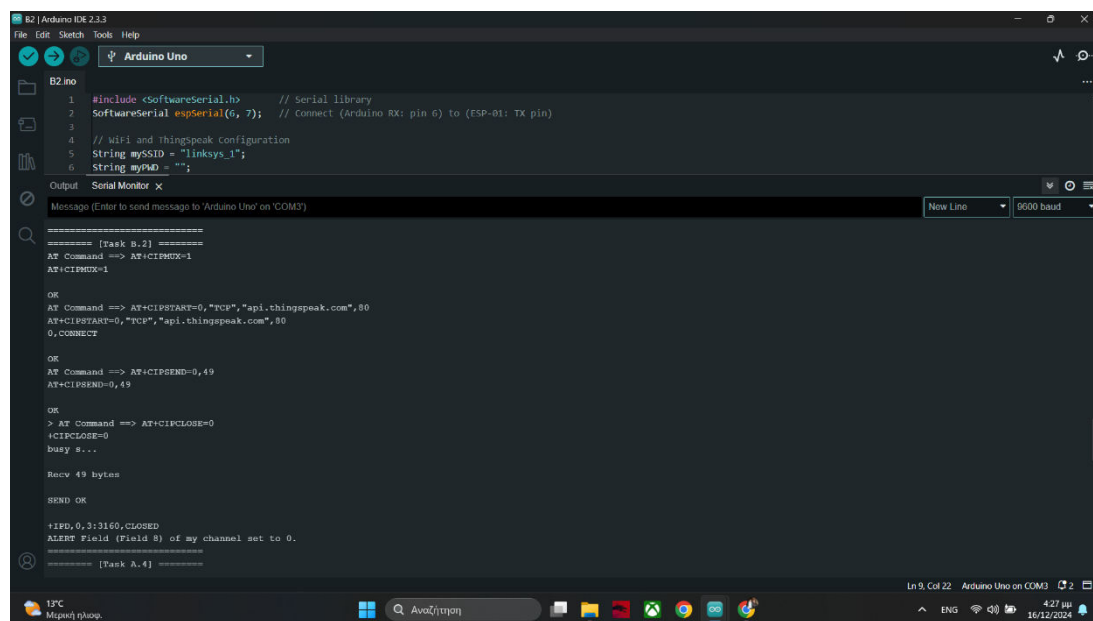 B2 | Arduino IDE 2.3.3
File Edit Sketch Tools Help
Arduino Uno
B2.ino
1 #include <SoftwareSerial.h> // Serial library
2 SoftwareSerial espSerial(6, 7); // Connect (Arduino RX: pin 6) to (ESP-01: TX pin)
3
4 // WiFi and ThingSpeak Configuration
5 String mySSID = "linksys_1";
6 String myPWD = "";
Output Serial Monitor
Message (Enter to send message to 'Arduino Uno' on 'COM3')
New Line
9600 baud
============================
======== [Task B.2] ========
AT Command ==> AT+CIPMUX=1
AT+CIPMUX=1
OK
AT Command ==> AT+CIPSTART=0,"TCP","api.thingspeak.com",80
AT+CIPSTART=0,"TCP","api.thingspeak.com",80
0,CONNECT
OK
AT Command ==> AT+CIPSEND=0,49
AT+CIPSEND=0,49
OK
> AT Command ==> AT+CIPCLOSE=0
+CIPCLOSE=0
busy s...
Recv 49 bytes
SEND OK
+IPD,0,3:3160,CLOSED
ALERT Field (Field 8) of my channel set to 0.
============================
======== [Task A.4] ========
Ln 9, Col 22 Arduino Uno on COM3 2
13°C
Μερική ηλιοφ.
Αναζήτηση
ENG
4:27 μμ
16/12/2024